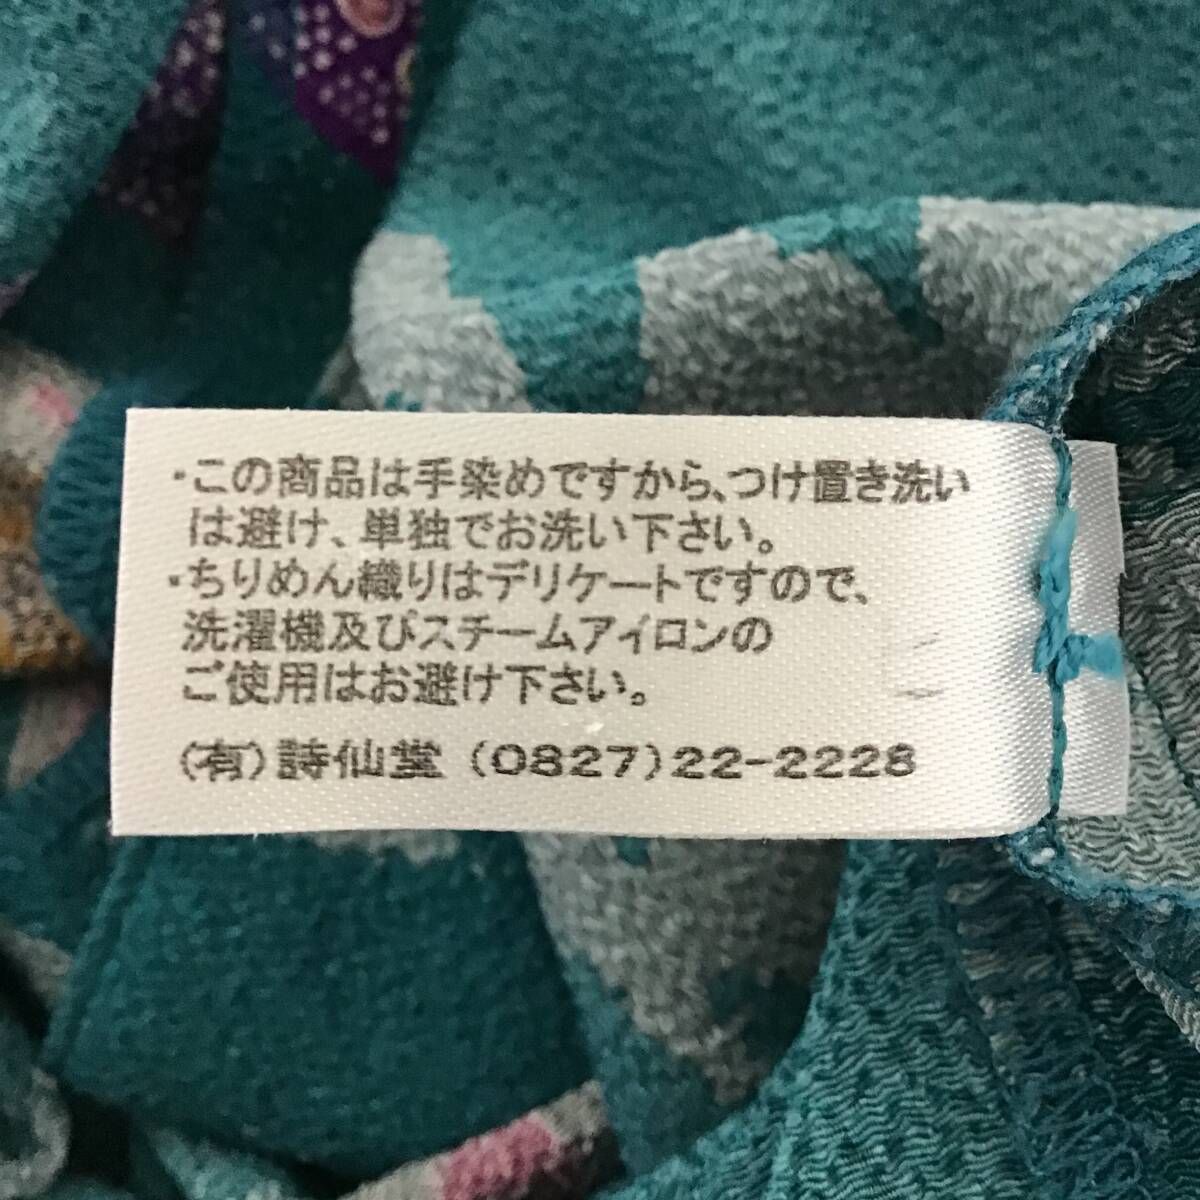 ・この商品は手染めですから、つけ置き洗い
は避け、単独でお洗い下さい。
・ちりめん織りはデリケートですので、
洗濯機及びスチームアイロンの
ご使用はお避け下さい。
(有)詩仙堂 (0827)22-2228